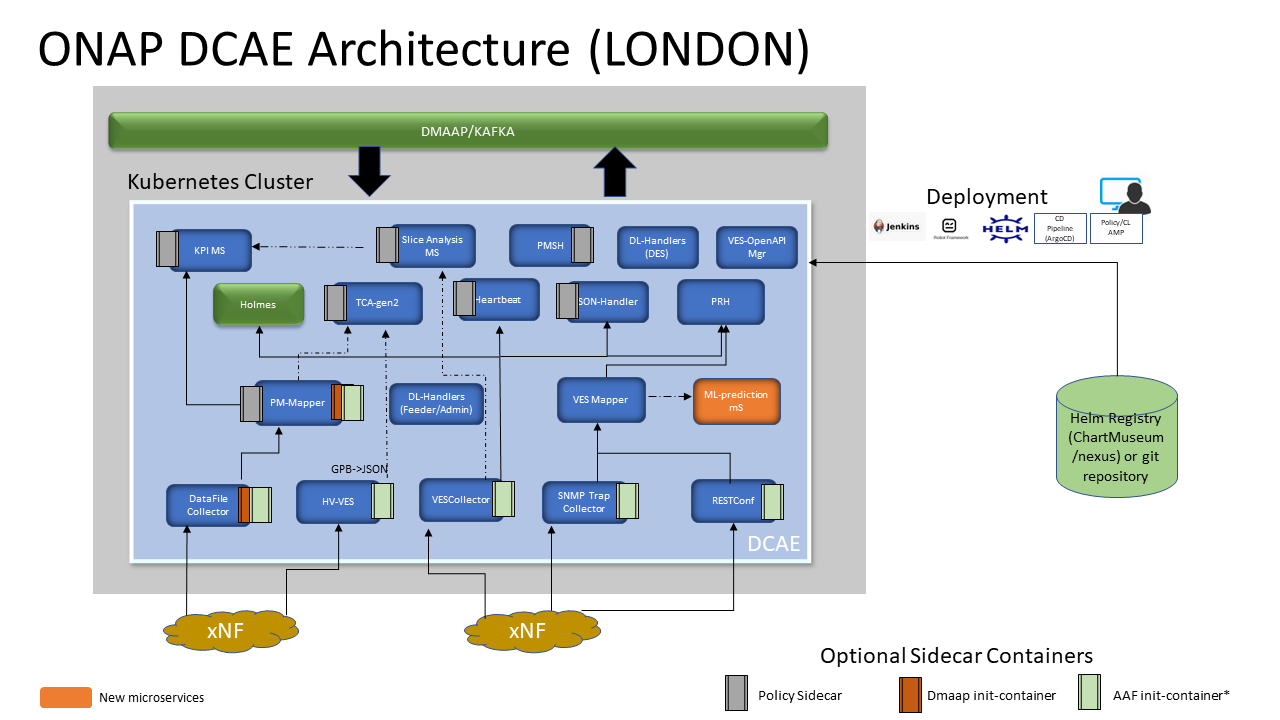 ONAP DCAE Architecture (LONDON)
DMAAP/KAFKA
Kubernetes Cluster
Deployment
Jenkins
Robot Framework
HELM
CD
Pipeline
(ArgoCD)
Policy/CL
AMP
KPI MS
Slice Analysis
MS
PMSH
DL-Handlers
(DES)
VES-OpenAPI
Mgr
Holmes
TCA-gen2
Heartbeat
SON-Handler
PRH
PM-Mapper
DL-Handlers
(Feeder/Admin)
VES Mapper
ML-prediction
mS
Helm Registry
(ChartMuseum
/nexus) or git
repository
GPB->JSON
DataFile
Collector
HV-VES
VESCollector
SNMP Trap
Collector
RESTConf
DCAE
xNF
xNF
Optional Sidecar Containers
New microservices
Policy Sidecar
Dmaap init-container
AAF init-container*